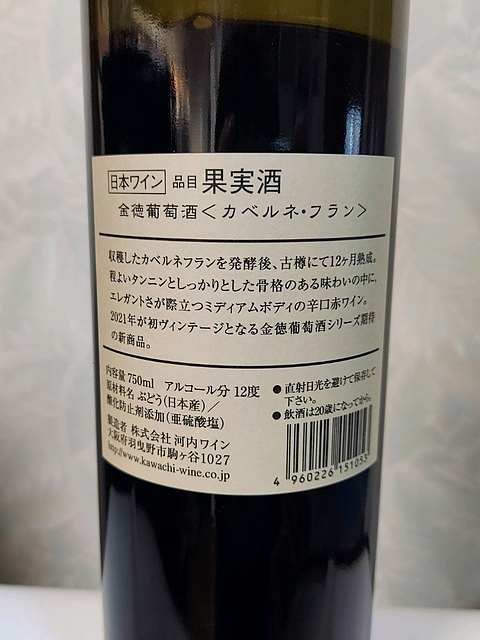 日本ワイン 品目 果実酒
金徳葡萄酒＜カベルネ・フラン＞
収穫したカベルネフランを発酵後、古樽にて12ヶ月熟成。
程よいタンニンとしっかりとした骨格のある味わいの中に、
エレガントさが際立つミディアムボディの辛口赤ワイン。
2021年が初ヴィンテージとなる金徳葡萄酒シリーズ期待
の新商品。
内容量 750ml アルコール分 12度
原材料名 ぶどう(日本産)／
酸化防止剤添加(亜硫酸塩)
製造者 株式会社 河内ワイン
大阪府羽曳野市駒ヶ谷1027
http://www.kawachi-wine.co.jp
● 直射日光を避けて保存して
下さい。
● 飲酒は20歳になってから。
4 960226 151053